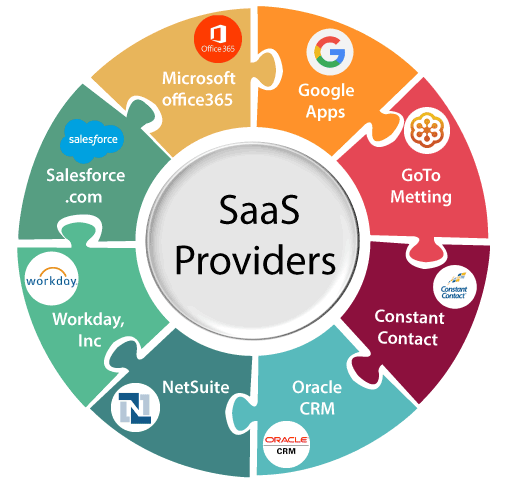 SaaS
Providers
Office 365
Microsoft
office365
Google
Apps
GoTo
Metting
Constant
Contact
Constant
Contact
Oracle
CRM
ORACLE
CRM
NetSuite
N
workday.
Workday,
Inc
salesforce
Salesforce
.com